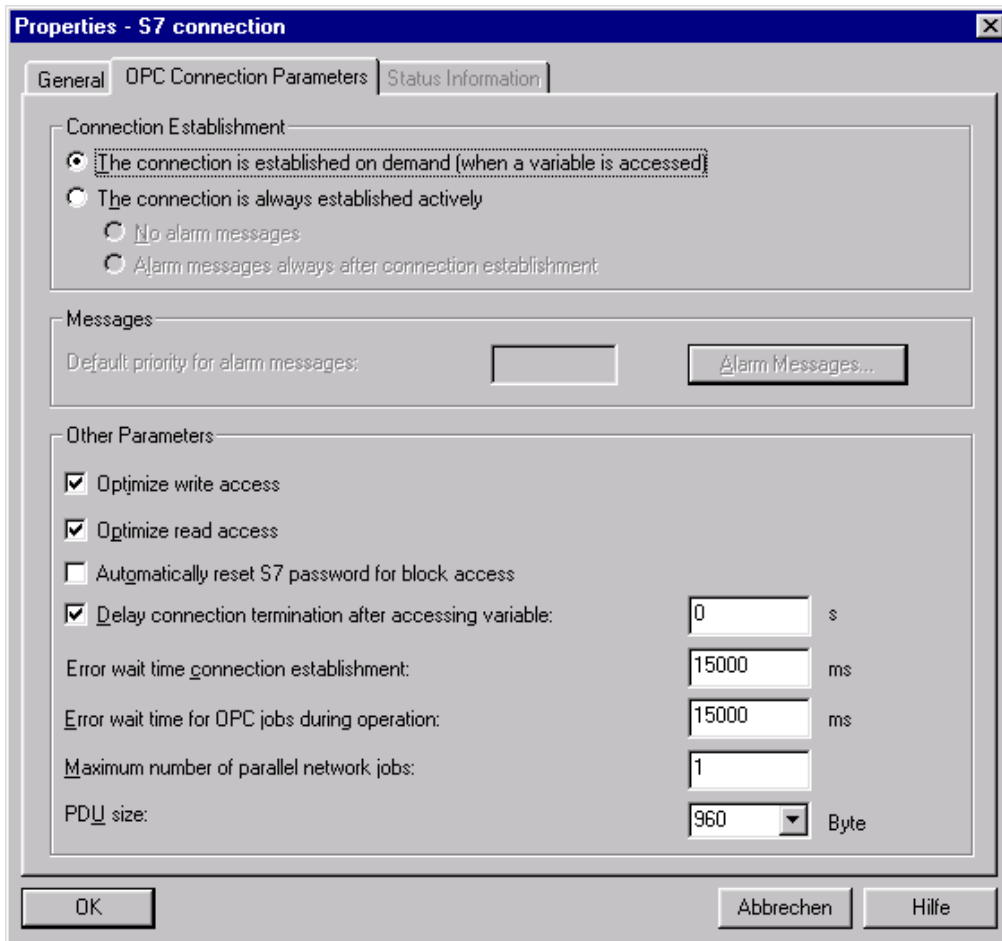 Properties - S7 connection
General OPC Connection Parameters Status Information
Connection Establishment
The connection is established on demand (when a variable is accessed)
The connection is always established actively
No alarm messages
Alarm messages always after connection establishment
Messages
Default priority for alarm messages: Alarm Messages...
Other Parameters
Optimize write access
Optimize read access
Automatically reset S7 password for block access
Delay connection termination after accessing variable: 0 s
Error wait time connection establishment: 15000 ms
Error wait time for OPC jobs during operation: 15000 ms
Maximum number of parallel network jobs: 1
PDU size: 960 Byte
OK Abbrechen Hilfe